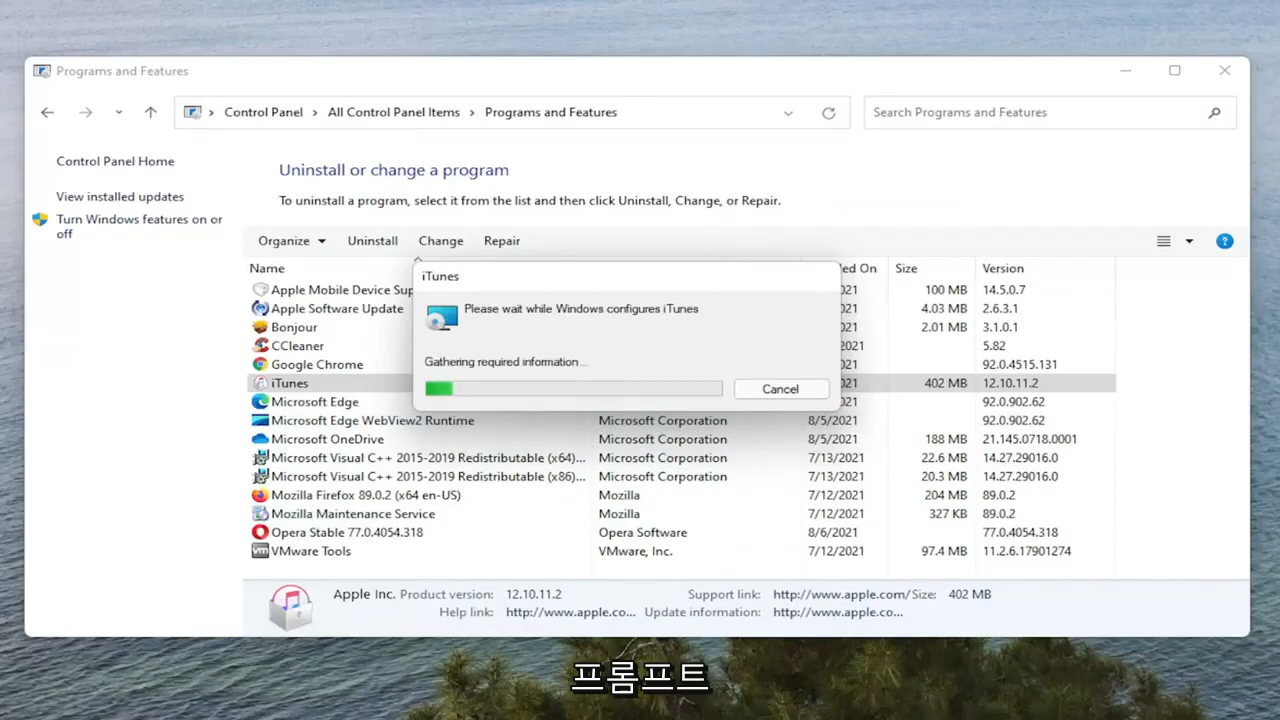 Programs and Features
Control Panel > All Control Panel Items > Programs and Features
Search Programs and Features
Control Panel Home
View installed updates
Turn Windows features on or
off
Uninstall or change a program
To uninstall a program, select it from the list and then click Uninstall, Change, or Repair.
Organize Uninstall Change Repair
Name ed On Size Version
iTunes
Please wait while Windows configures iTunes
Gathering required information...
Cancel
Apple Mobile Device Sup 021 100 MB 14.5.0.7
Apple Software Update 021 4.03 MB 2.6.3.1
Bonjour 021 2.01 MB 3.1.0.1
CCleaner 2021 5.82
Google Chrome 021 92.0.4515.131
iTunes 021 402 MB 12.10.11.2
Microsoft Edge 021 92.0.902.62
Microsoft Edge WebView2 Runtime Microsoft Corporation 8/5/2021 92.0.902.62
Microsoft OneDrive Microsoft Corporation 8/5/2021 188 MB 21.145.0718.0001
Microsoft Visual C++ 2015-2019 Redistributable (x64)... Microsoft Corporation 7/13/2021 22.6 MB 14.27.29016.0
Microsoft Visual C++ 2015-2019 Redistributable (x86)... Microsoft Corporation 7/13/2021 20.3 MB 14.27.29016.0
Mozilla Firefox 89.0.2 (x64 en-US) Mozilla 7/12/2021 204 MB 89.0.2
Mozilla Maintenance Service Mozilla 7/12/2021 327 KB 89.0.2
Opera Stable 77.0.4054.318 Opera Software 8/6/2021 77.0.4054.318
VMware Tools VMware, Inc. 7/12/2021 97.4 MB 11.2.6.17901274
Apple Inc. Product version: 12.10.11.2 Support link: http://www.apple.com/ Size: 402 MB
Help link: http://www.apple.co... Update information: http://www.apple.co...
프롬프트